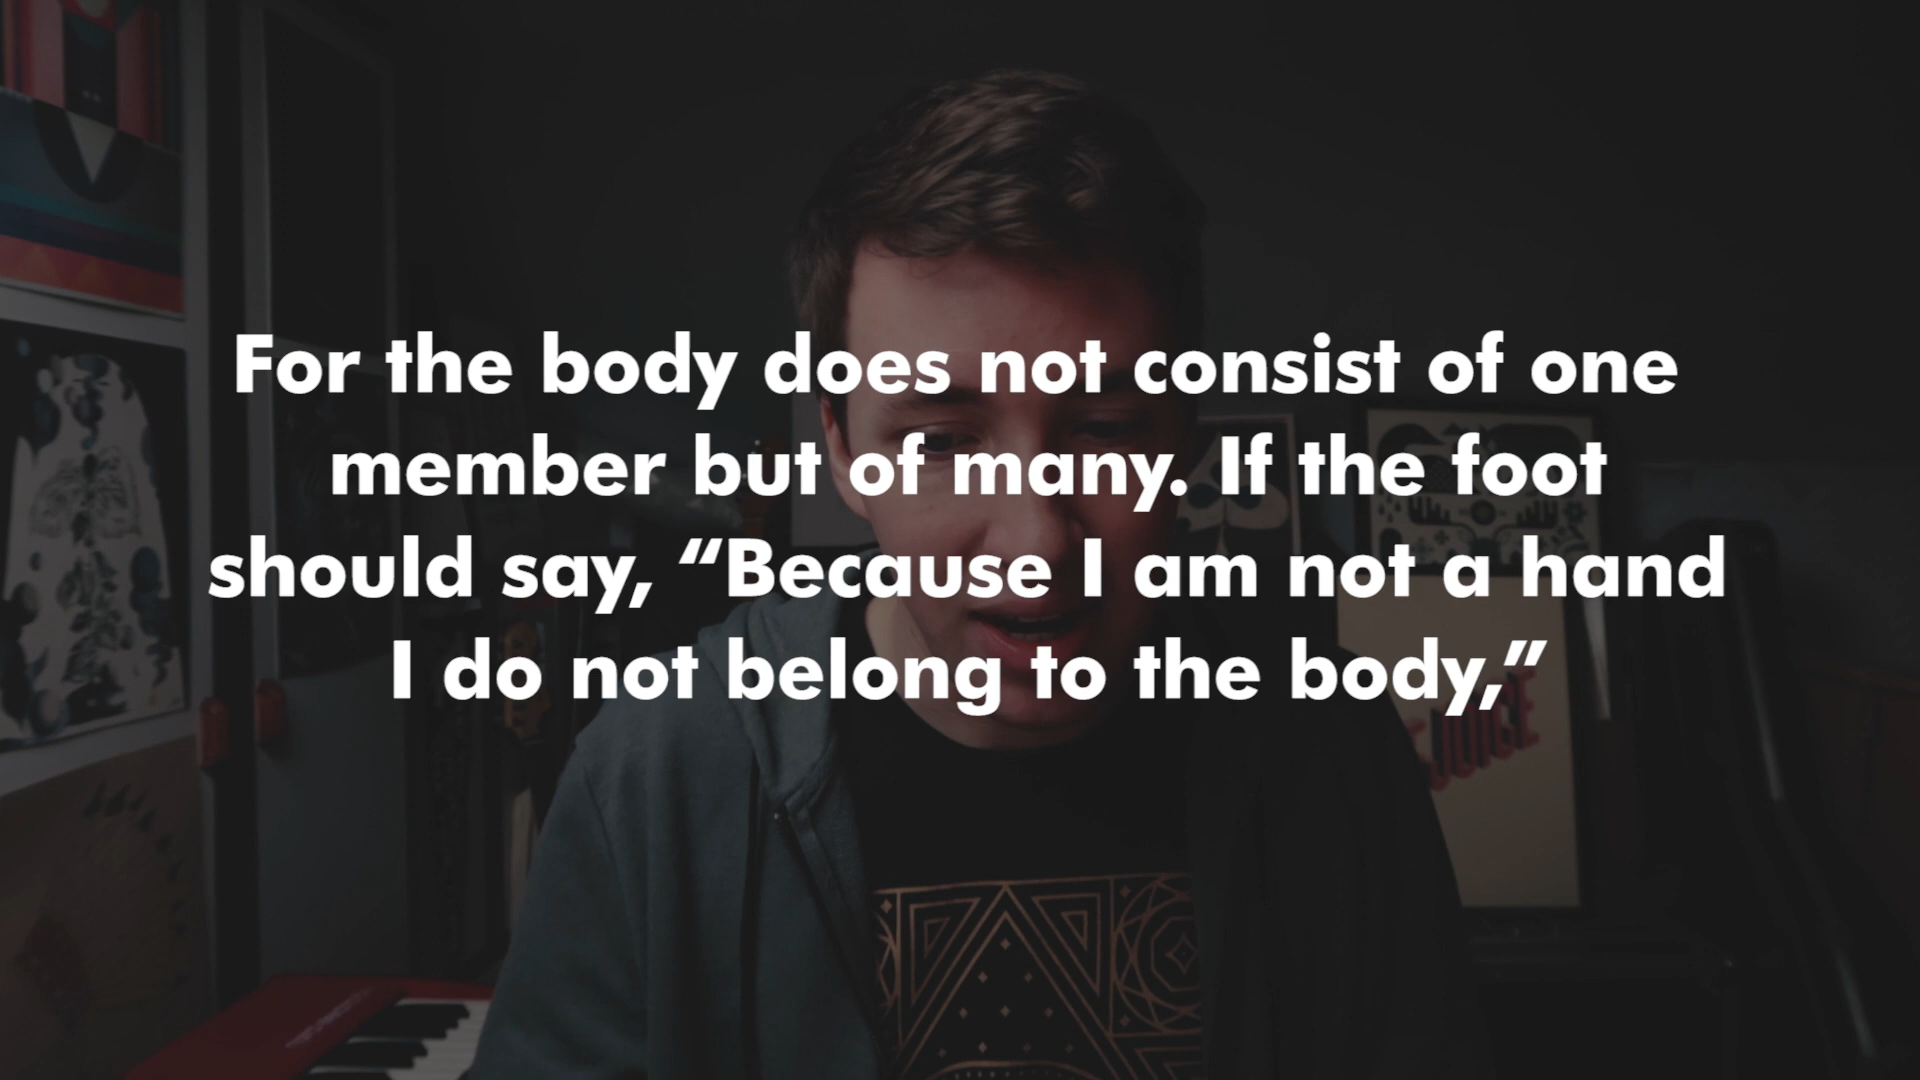 For the body does not consist of one
member but of many. If the foot
should say, “Because I am not a hand
I do not belong to the body,”
JUICE